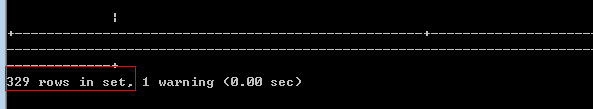 329 rows in set, 1 warning (0.00 sec)